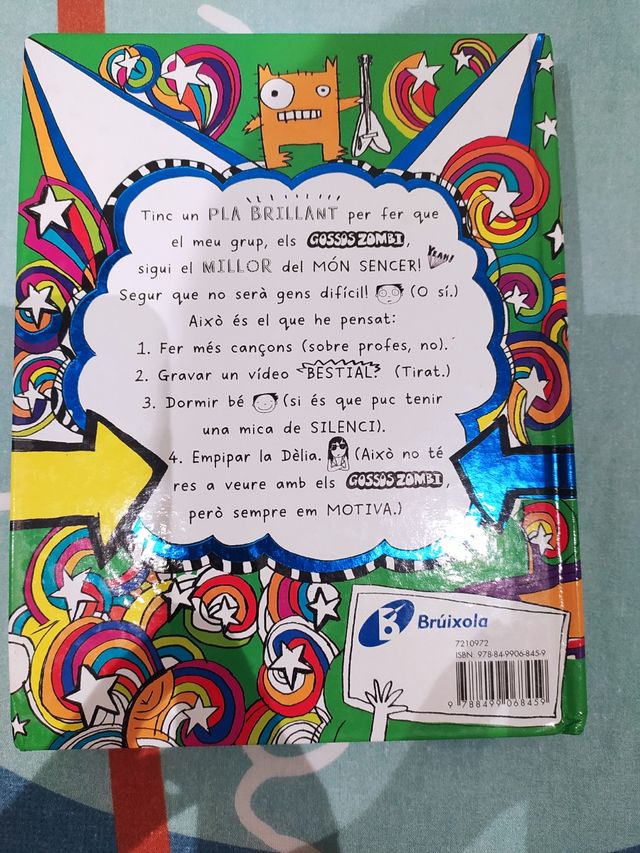 Tinc un PLA BRILLANT per fer que
el meu grup, els GOSSOS ZOMBI,
YEAH!
sigui el MILLOR del MÓN SENCER!
Segur que no serà gens difícil! (O sí.)
Això és el que he pensat:
1. Fer més cançons (sobre profes, no).
2. Gravar un vídeo BESTIAL? (Tirat.)
3. Dormir bé (si és que puc tenir
una mica de SILENCI).
4. Empipar la Dèlia. (Això no té
res a veure amb els GOSSOS ZOMBI,
però sempre em MOTIVA.)
Brúixola
7210972
ISBN: 978-84-9906-845-9
9 788499 068459